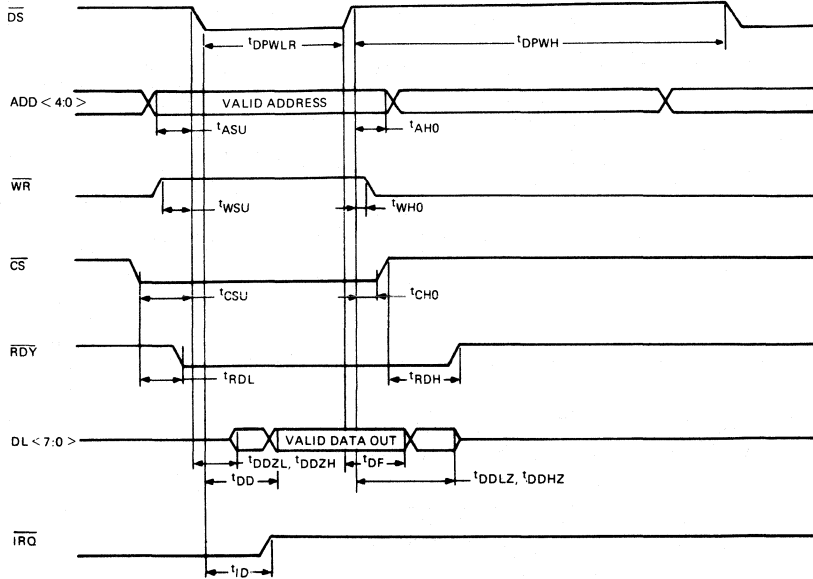 DS
tDPWLR
tDPWH
ADD < 4:0 >
VALID ADDRESS
tASU
tAH0
WR
tWSU
tWH0
CS
tCSU
tCH0
RDY
tRDL
tRDH
DL < 7:0 >
VALID DATA OUT
tDDZL, tDDZH
tDF
tDD
tDDLZ, tDDHZ
IRQ
tID